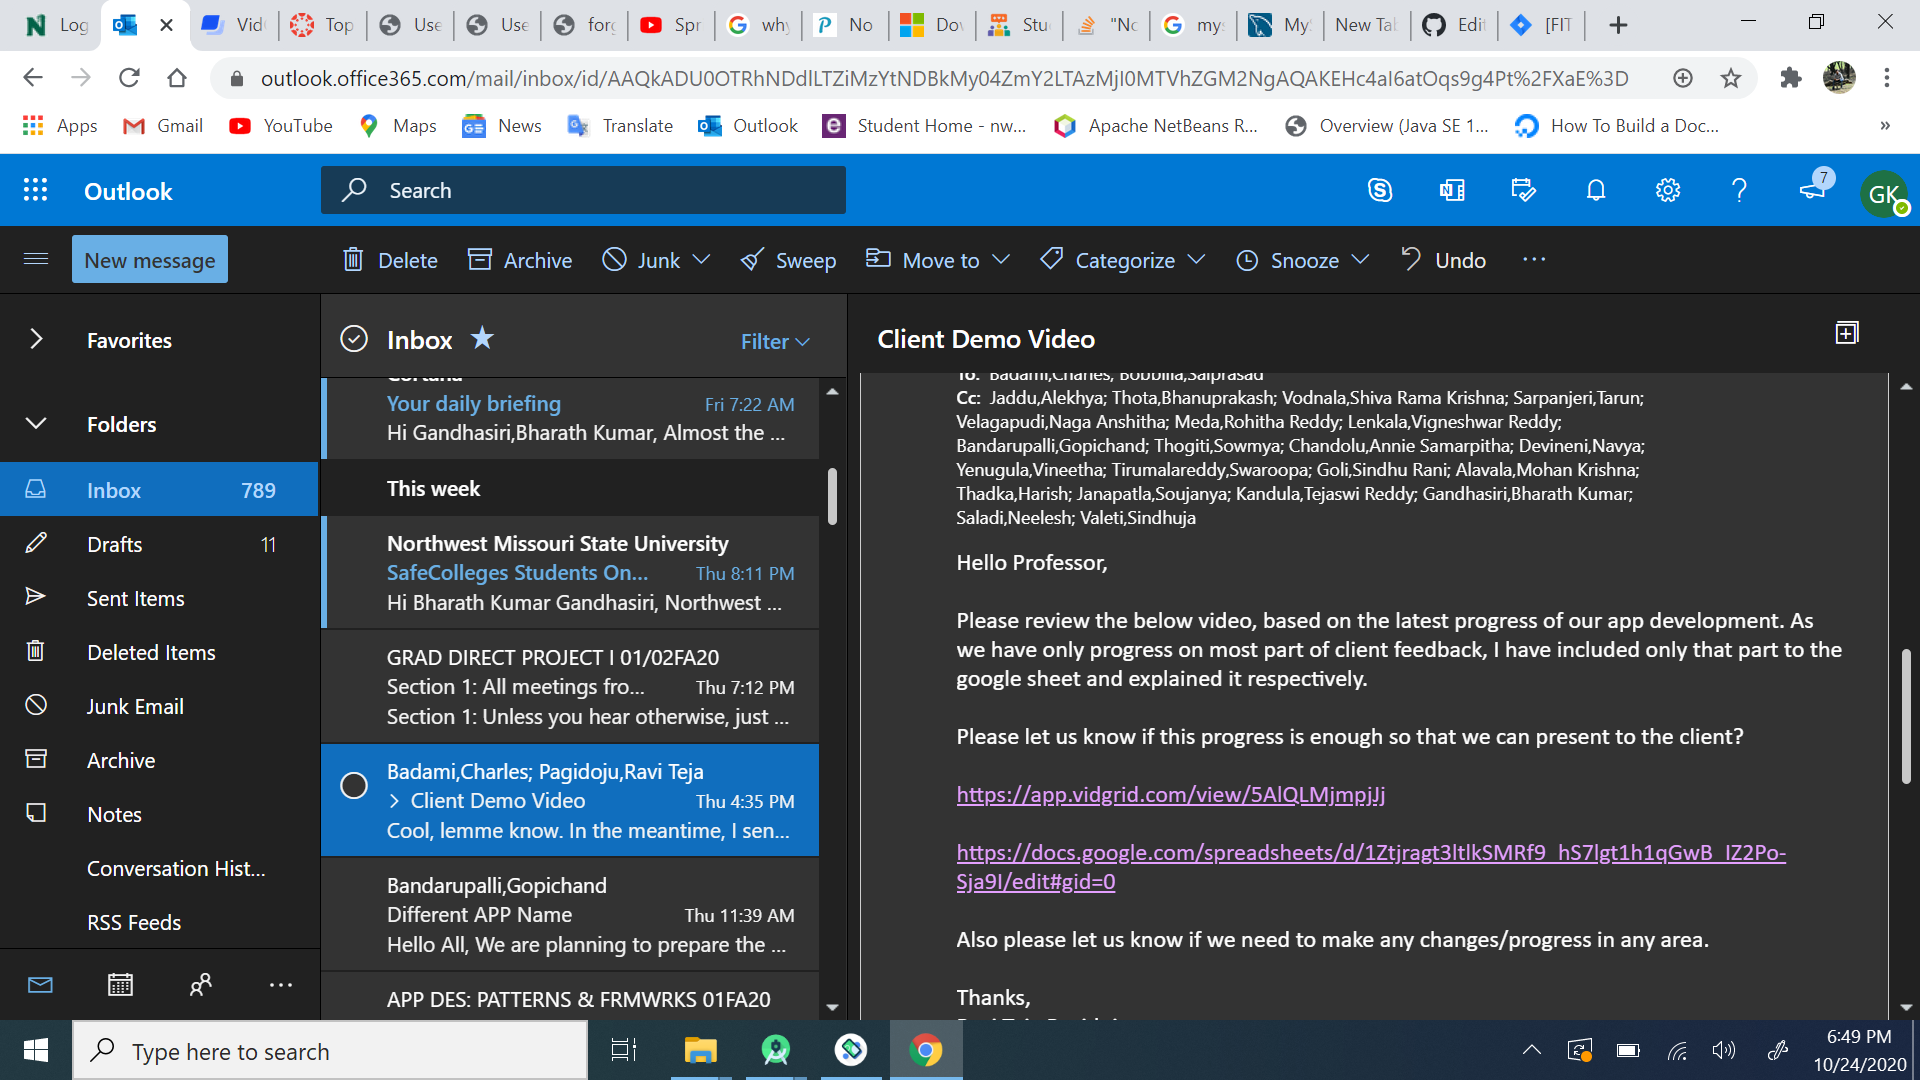 Log
Vid
Top
Use
Use
for
Spr
why
No
Dov
Stu
"Nc
mys
My
New Tab
Edit
[FIT
outlook.office365.com/mail/inbox/id/
Apps
Gmail
YouTube
Maps
News
Translate
Outlook
Student Home - nw...
Apache NetBeans R...
Overview (Java SE 1...
How To Build a Doc...
»
Outlook
Search
7
GK
New message
Delete
Archive
Junk
Sweep
Move to
Categorize
Snooze
Undo
Favorites
Folders
Inbox 789
Drafts 11
Sent Items
Deleted Items
Junk Email
Archive
Notes
Conversation Hist...
RSS Feeds
Inbox
Filter
Cortana
Your daily briefing Fri 7:22 AM
Hi Gandhasiri,Bharath Kumar, Almost the ...
This week
Northwest Missouri State University
SafeColleges Students On... Thu 8:11 PM
Hi Bharath Kumar Gandhasiri, Northwest ...
GRAD DIRECT PROJECT I 01/02FA20
Section 1: All meetings fro... Thu 7:12 PM
Section 1: Unless you hear otherwise, just ...
Badami,Charles; Pagidoju,Ravi Teja
Client Demo Video Thu 4:35 PM
Cool, lemme know. In the meantime, I sen...
Bandarupalli,Gopichand
Different APP Name Thu 11:39 AM
Hello All, We are planning to prepare the ...
APP DES: PATTERNS & FRMWRKS 01FA20
Client Demo Video
To: Badami,Charles; Bobbilla,Saiprasad
Cc: Jaddu,Alekhya; Thota,Bhanuprakash; Vodnala,Shiva Rama Krishna; Sarpanjeri,Tarun;
Velagapudi,Naga Anshitha; Meda,Rohitha Reddy; Lenkala,Vigneshwar Reddy;
Bandarupalli,Gopichand; Thogiti,Sowmya; Chandolu,Annie Samarpitha; Devineni,Navya;
Yenugula,Vineetha; Tirumalareddy,Swaroopa; Goli,Sindhu Rani; Alavala,Mohan Krishna;
Thadka,Harish; Janapatla,Soujanya; Kandula,Tejaswi Reddy; Gandhasiri,Bharath Kumar;
Saladi,Neelesh; Valeti,Sindhuja
Hello Professor,
Please review the below video, based on the latest progress of our app development. As
we have only progress on most part of client feedback, I have included only that part to the
google sheet and explained it respectively.
Please let us know if this progress is enough so that we can present to the client?
https://app.vidgrid.com/view/5AlQLMjmpjJj
https://docs.google.com/spreadsheets/d/1Ztjragt3ltlkSMRf9_hS7lgt1h1qGwB_IZ2Po-
Sja9I/edit#gid=0
Also please let us know if we need to make any changes/progress in any area.
Thanks,
Type here to search
6:49 PM
10/24/2020